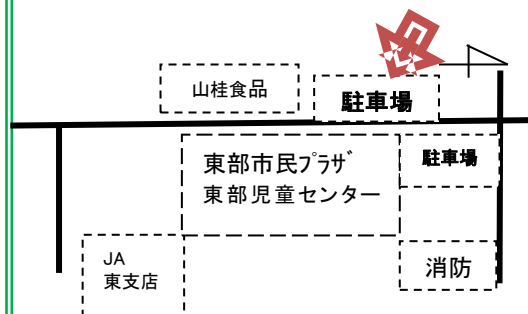 山桂食品
駐車場
東部市民ﾌﾟﾗｻﾞ
東部児童センター
駐車場
JA
東支店
消防